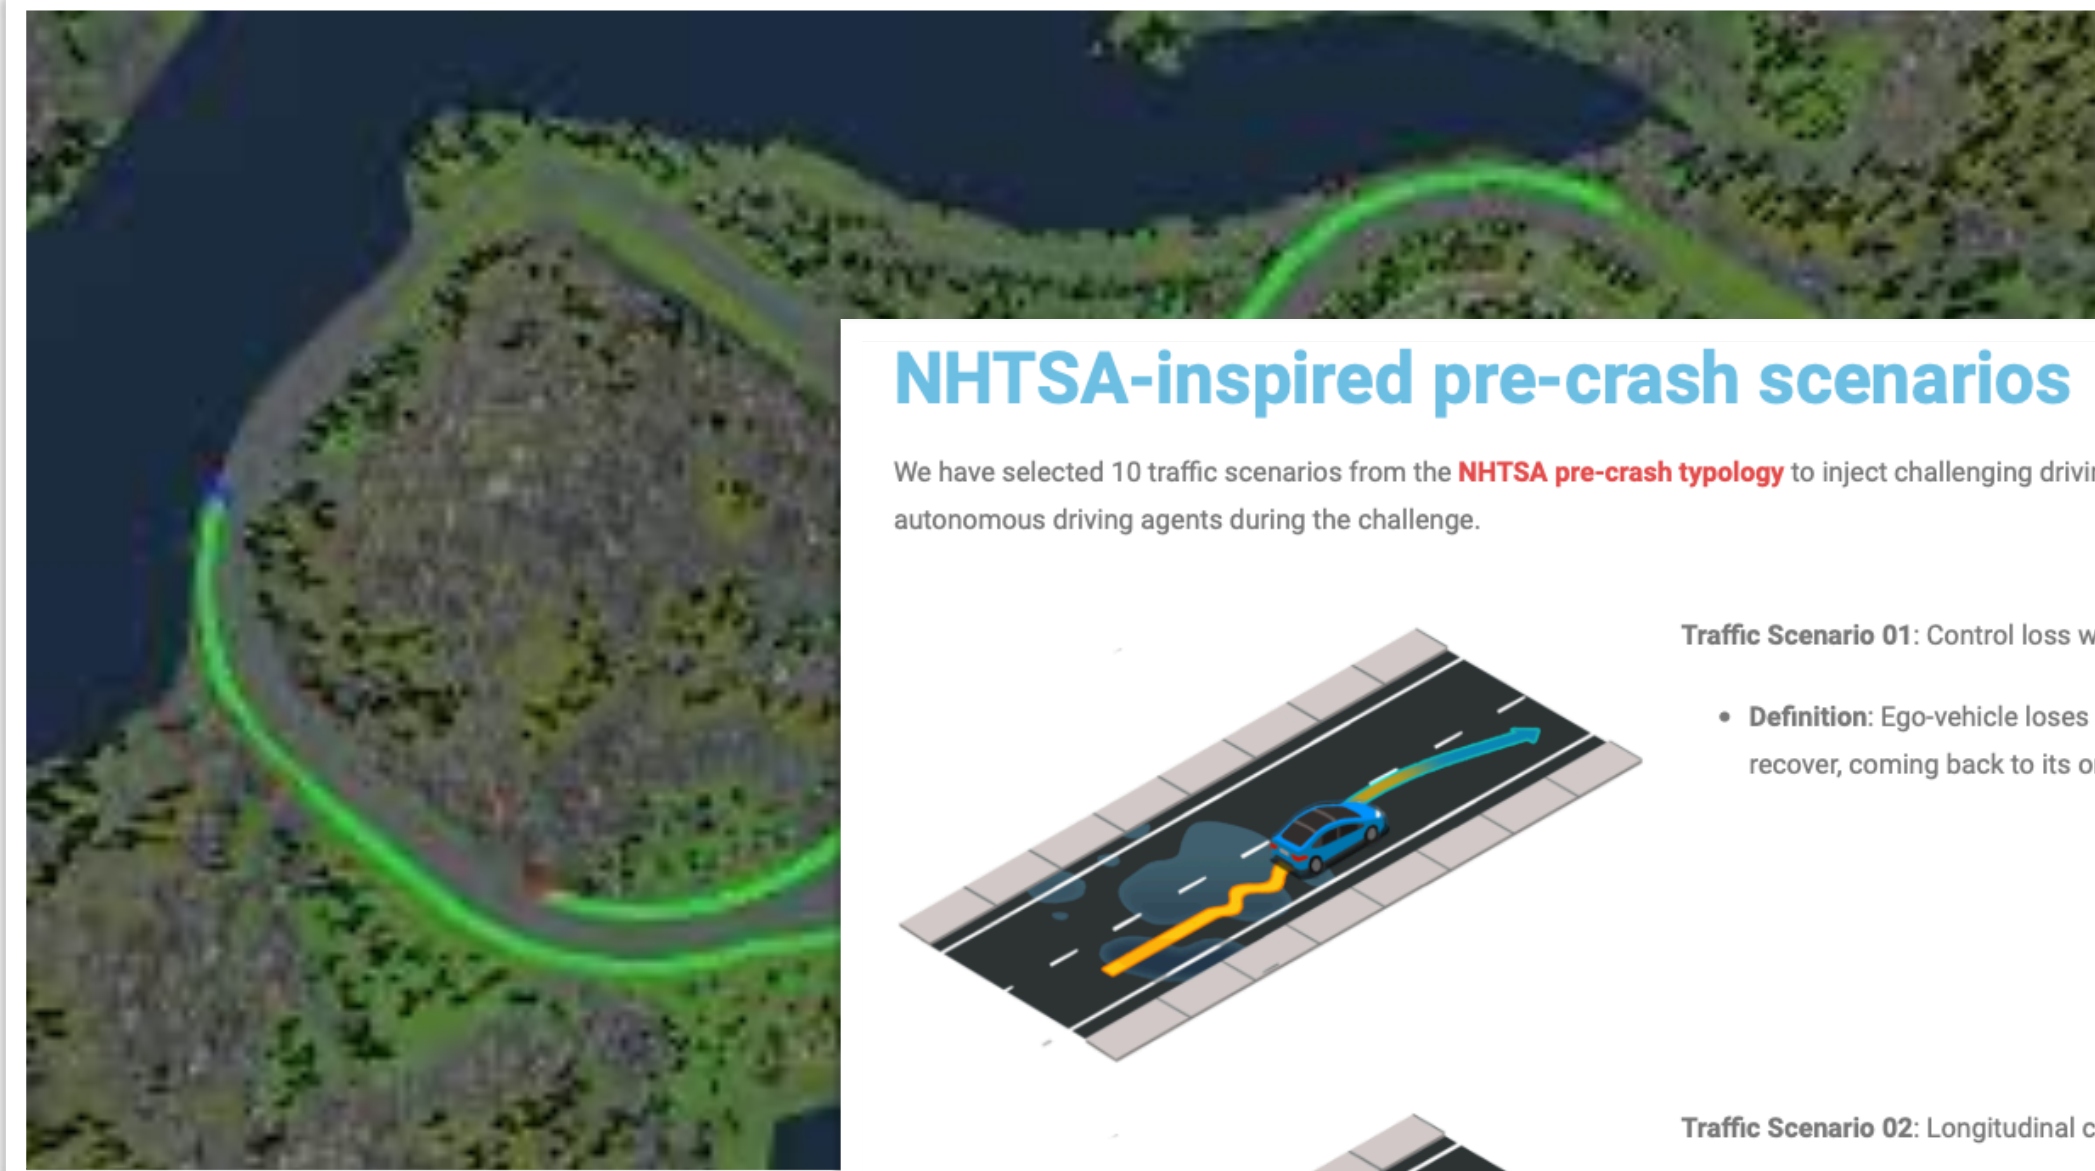 NHTSA-inspired pre-crash scenarios
We have selected 10 traffic scenarios from the NHTSA pre-crash typology to inject challenging
autonomous driving agents during the challenge.
Traffic Scenario 01: Control loss
Definition: Ego-vehicle loses
recover, coming back to its
Traffic Scenario 02: Longitudinal